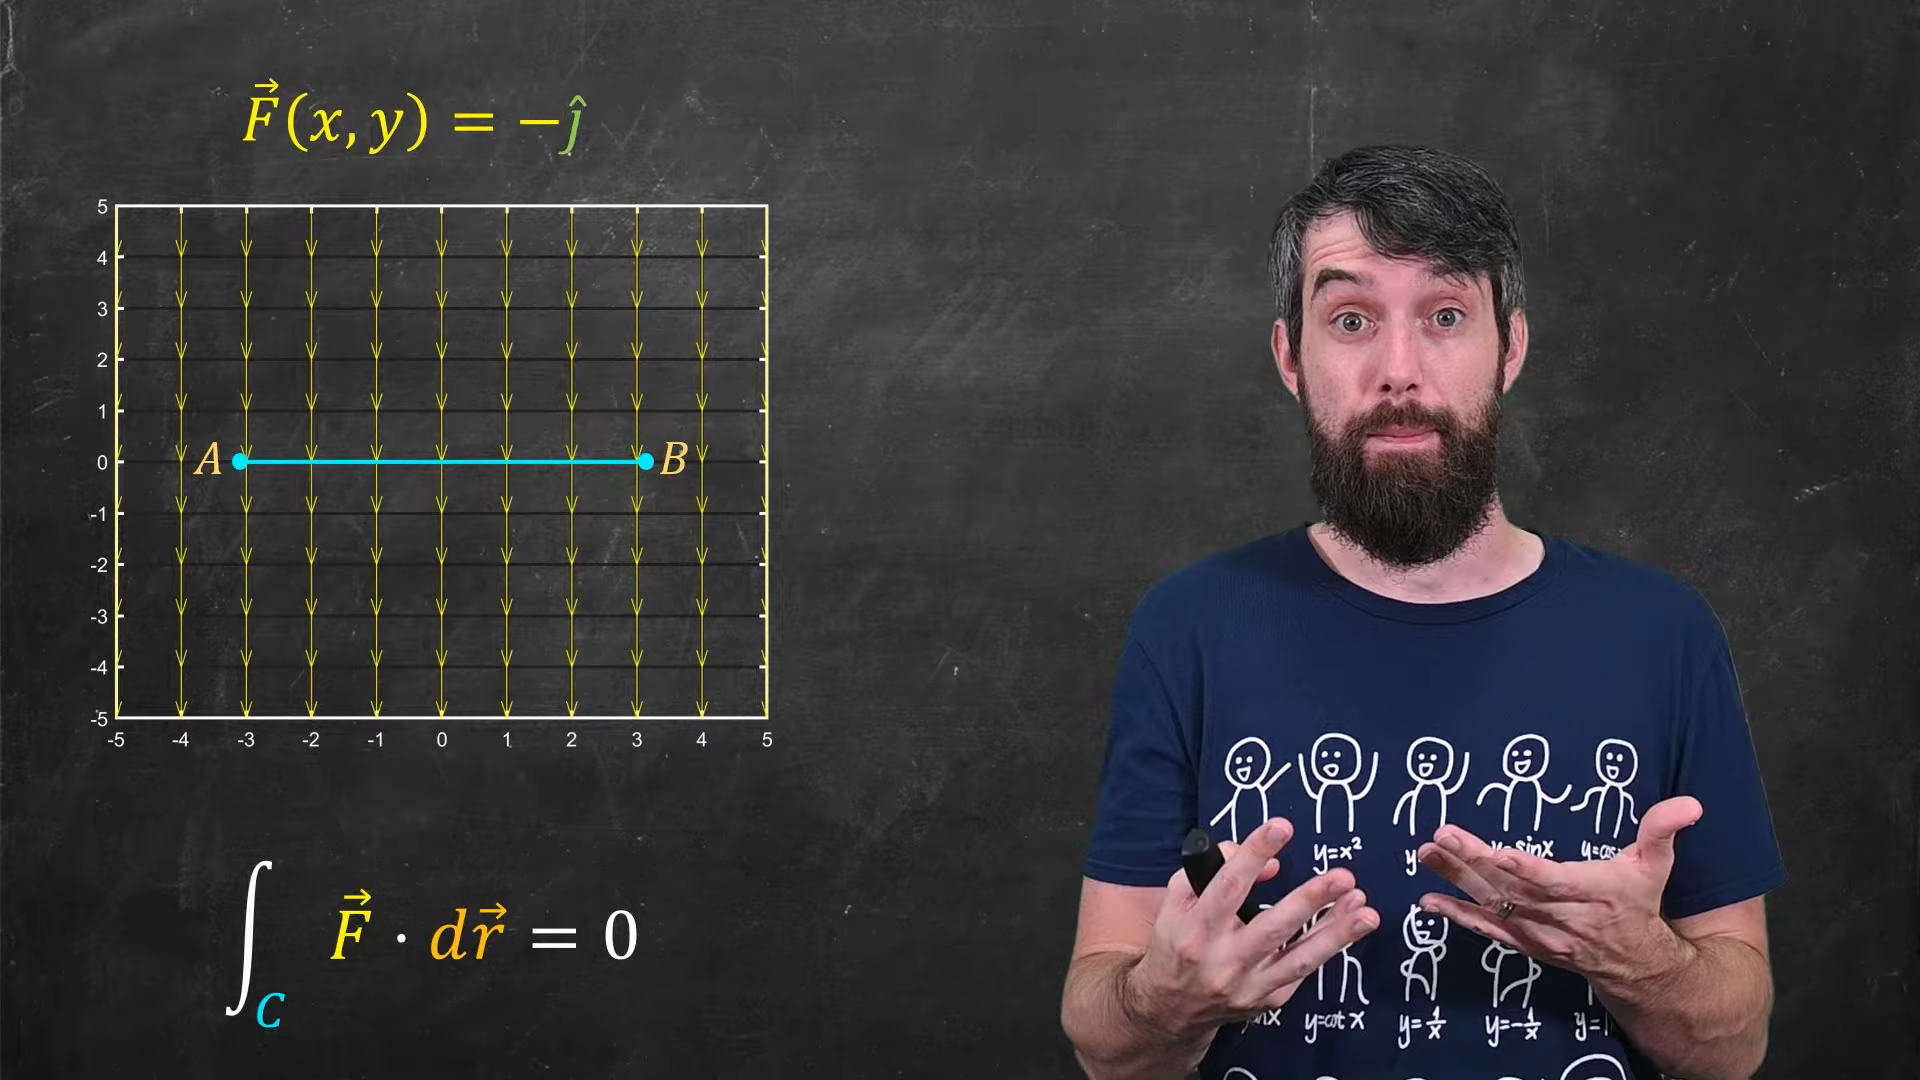 F⃗(x, y) = −ĵ
5
4
3
2
1
A B
0
-1
-2
-3
-4
-5
-5 -4 -3 -2 -1 0 1 2 3 4 5
∫_C F⃗ · dr⃗ = 0
y=x² y=sinx
y=cot x y=1/x y=-1/x